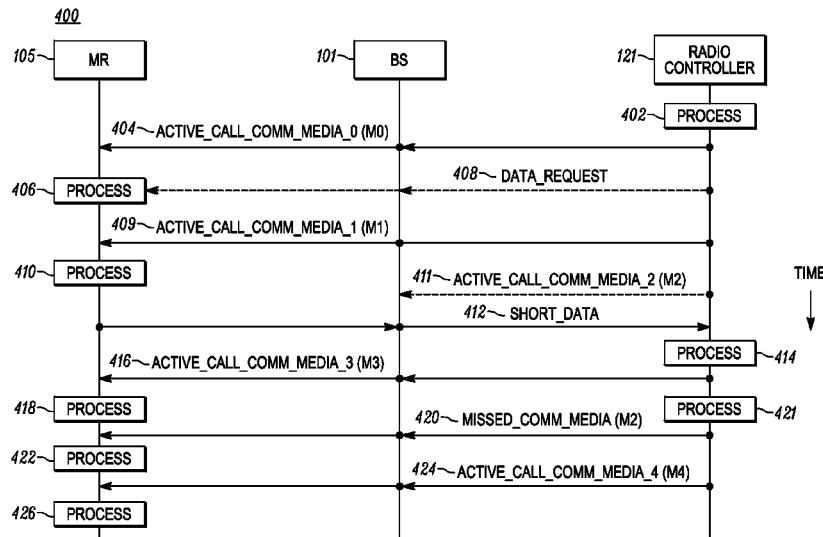 400
105
MR
101
BS
121
RADIO
CONTROLLER
402
PROCESS
404
ACTIVE_CALL_COMM_MEDIA_0 (M0)
408
DATA_REQUEST
406
PROCESS
409
ACTIVE_CALL_COMM_MEDIA_1 (M1)
410
PROCESS
411
ACTIVE_CALL_COMM_MEDIA_2 (M2)
TIME
412
SHORT_DATA
PROCESS
414
416
ACTIVE_CALL_COMM_MEDIA_3 (M3)
418
PROCESS
420
MISSED_COMM_MEDIA (M2)
PROCESS
421
422
PROCESS
424
ACTIVE_CALL_COMM_MEDIA_4 (M4)
426
PROCESS